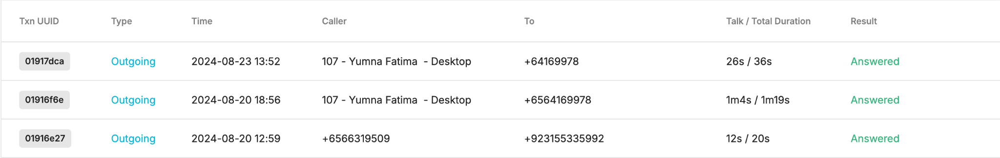 Txn UUID Type Time Caller To Talk / Total Duration Result
01917dca Outgoing 2024-08-23 13:52 107 - Yumna Fatima  - Desktop +64169978 26s / 36s Answered
01916f6e Outgoing 2024-08-20 18:56 107 - Yumna Fatima  - Desktop +6564169978 1m4s / 1m19s Answered
01916e27 Outgoing 2024-08-20 12:59 +6566319509 +923155335992 12s / 20s Answered